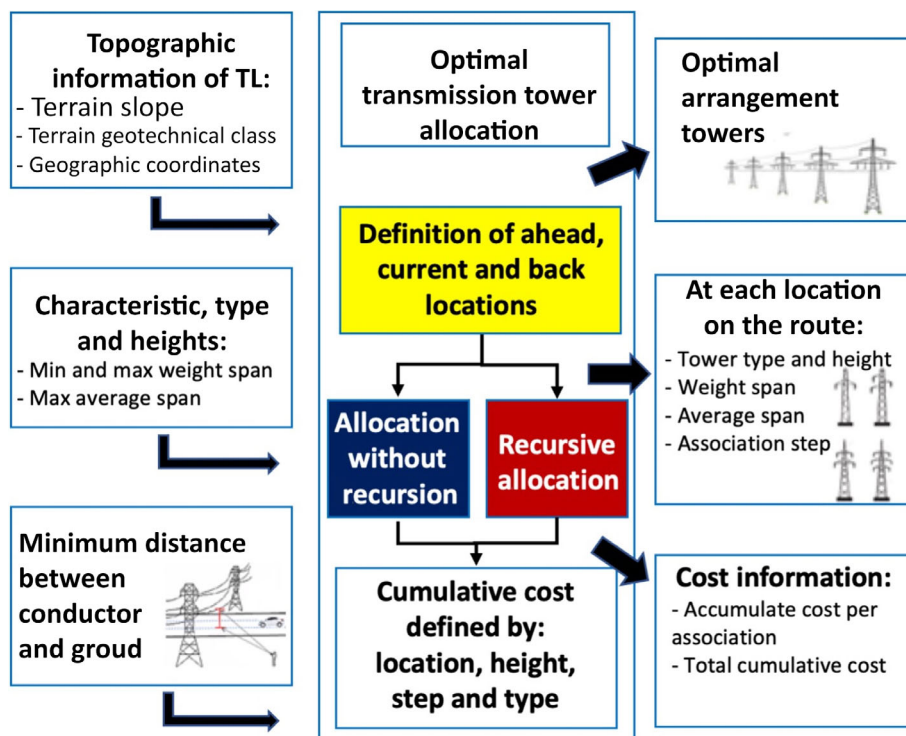 Topographic
information of TL:
- Terrain slope
- Terrain geotechnical class
- Geographic coordinates
Characteristic, type
and heights:
- Min and max weight span
- Max average span
Minimum distance
between
conductor
and groud
Optimal
transmission tower
allocation
Definition of ahead,
current and back
locations
Allocation
without
recursion
Recursive
allocation
Cumulative cost
defined by:
location, height,
step and type
Optimal
arrangement
towers
At each location
on the route:
- Tower type and height
- Weight span
- Average span
- Association step
Cost information:
- Accumulate cost per
association
- Total cumulative cost